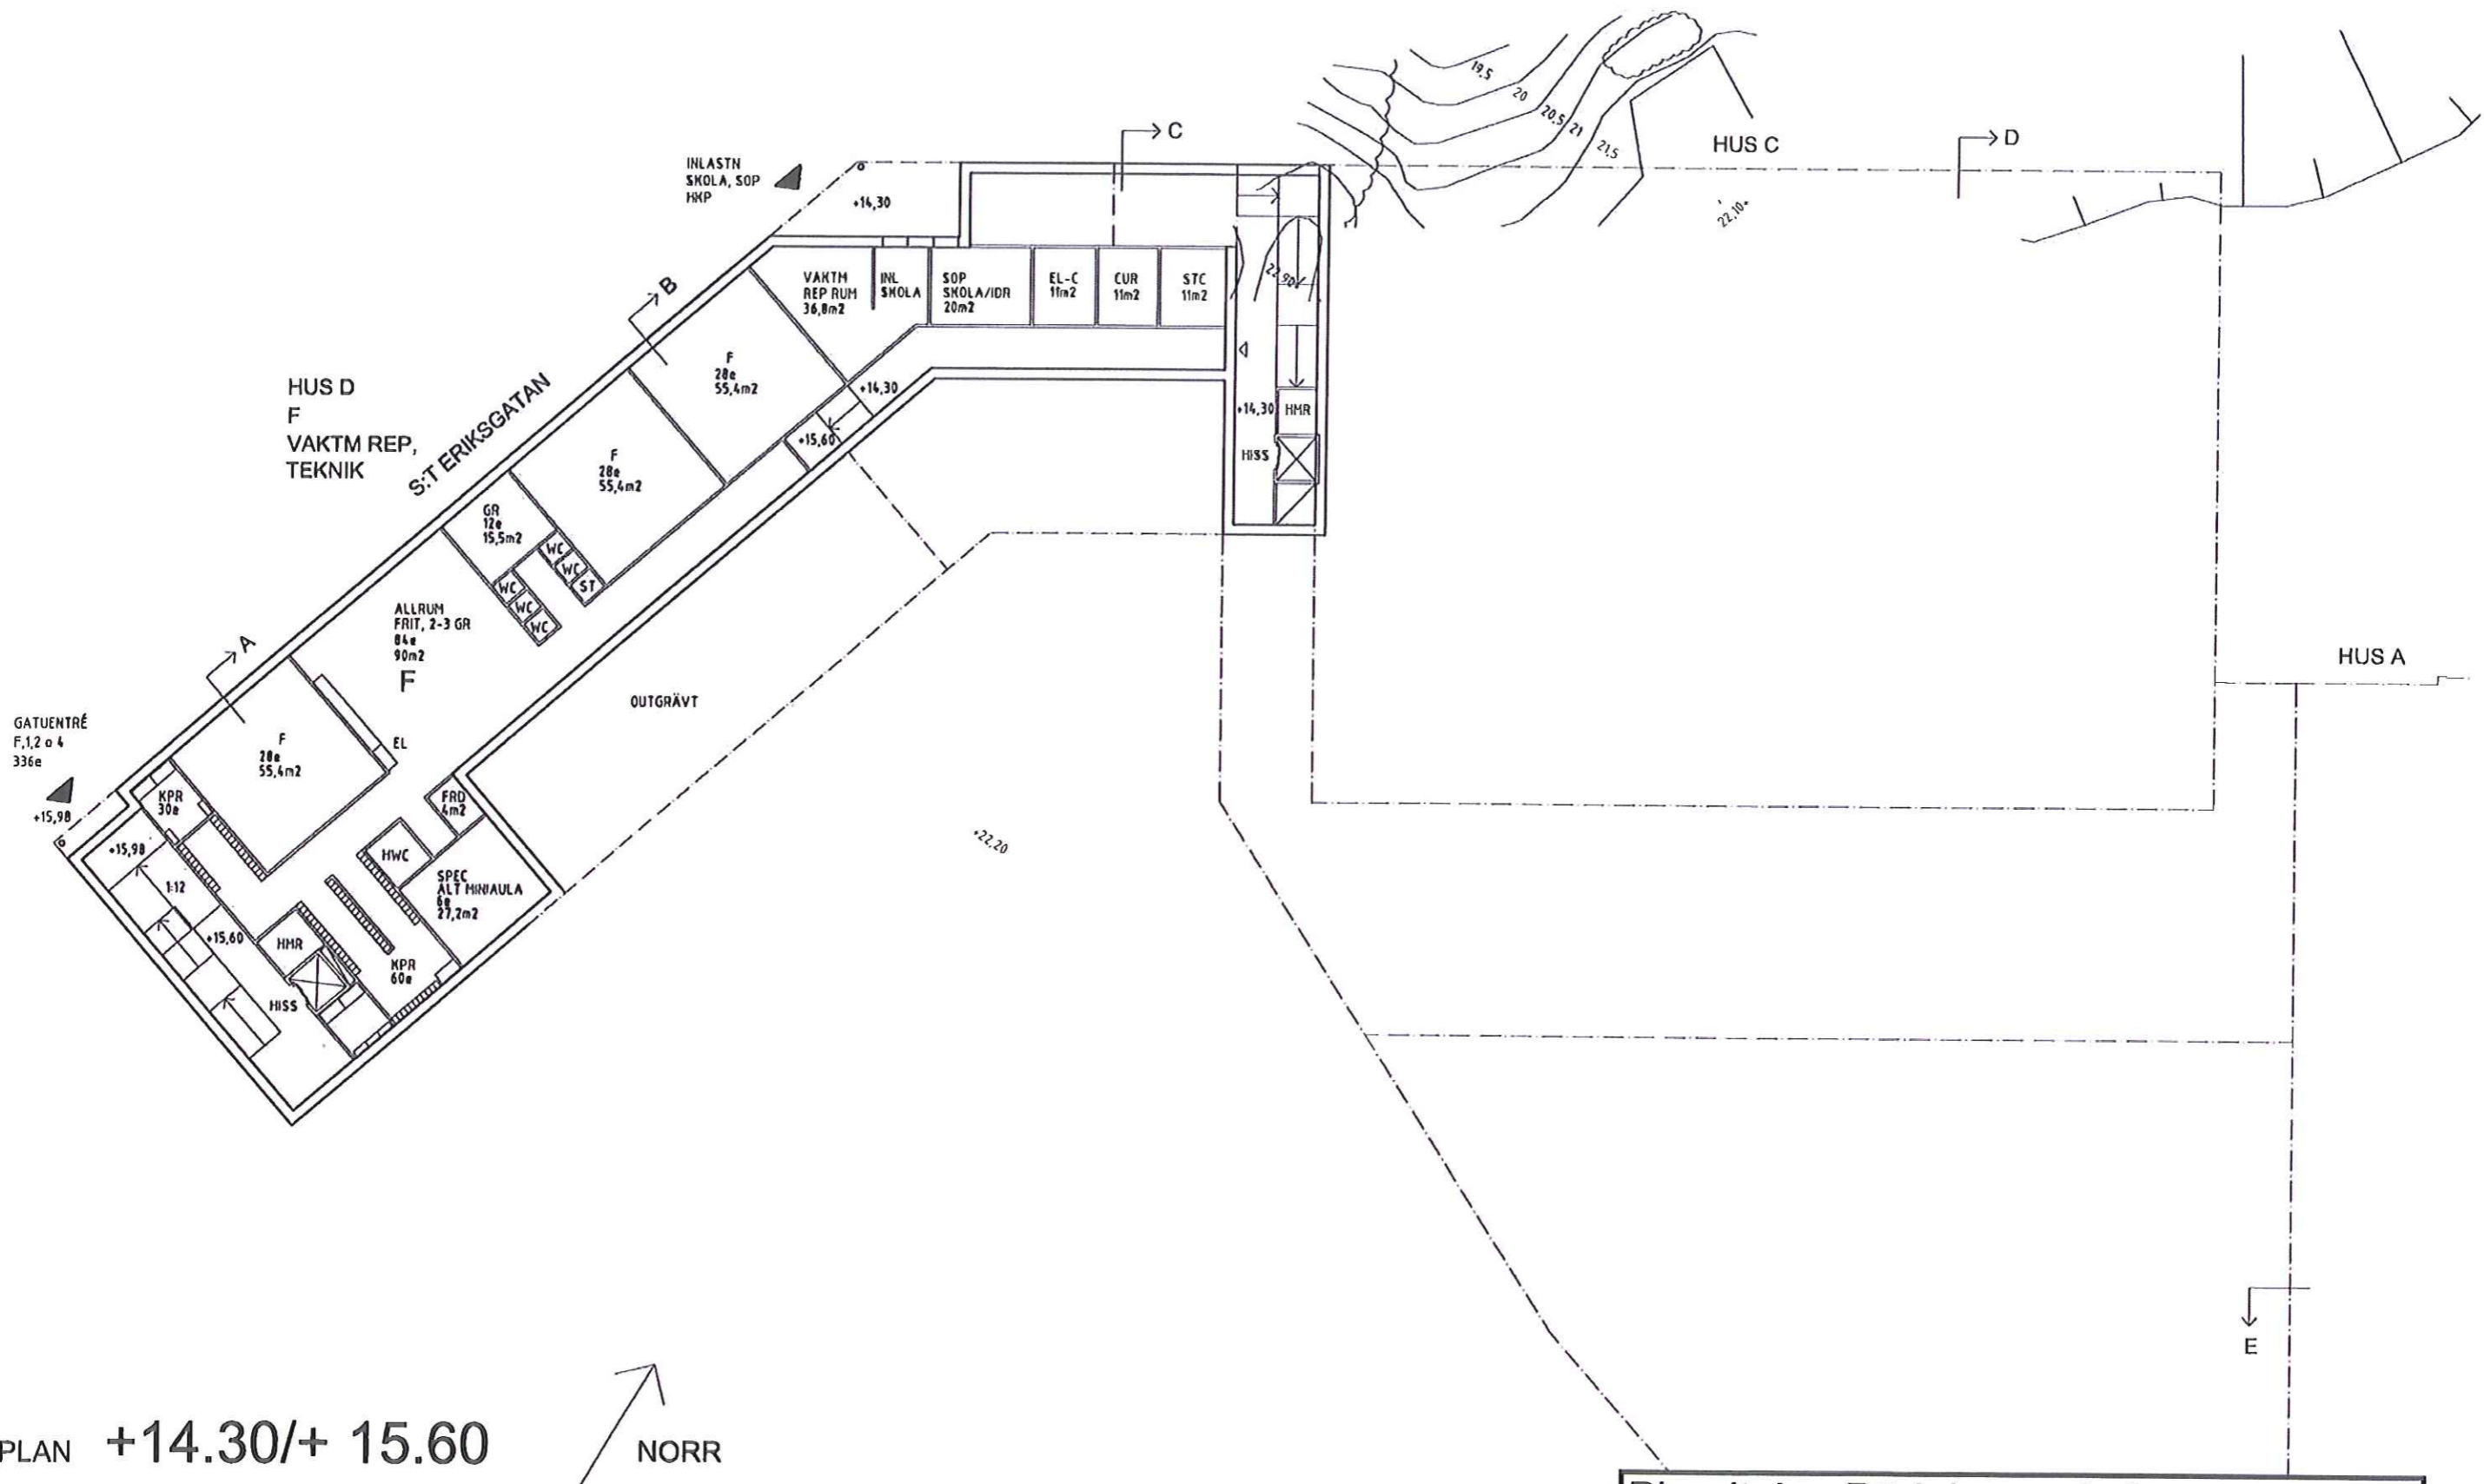 19,5
20
20,5
21
21,5
HUS C
22,10
C
D
INLASTN
SKOLA, SOP
HKP
+14,30
B
VAKTM
REP RUM
36,8m2
INL
SKOLA
SOP
SKOLA/IDR
20m2
EL-C
11m2
CUR
11m2
STC
11m2
22,90
HUS D
F
VAKTM REP,
TEKNIK
S:T ERIKSGATAN
F
28e
55,4m2
+14,30
+15,60
+14,30
HMR
HISS
F
28e
55,4m2
GR
12e
15,5m2
WC
WC
ST
WC
WC
WC
ALLRUM
FRIT, 2-3 GR
84e
90m2
F
A
HUS A
OUTGRÄVT
GATUENTRÉ
F,1,2 o 4
336e
+15,98
F
28e
55,4m2
EL
KPR
30e
FRD
4m2
+15,98
1:12
HWC
SPEC
ALT MINIAULA
6e
27,2m2
+22,20
+15,60
HMR
KPR
60e
HISS
E
PLAN +14.30/+ 15.60
NORR